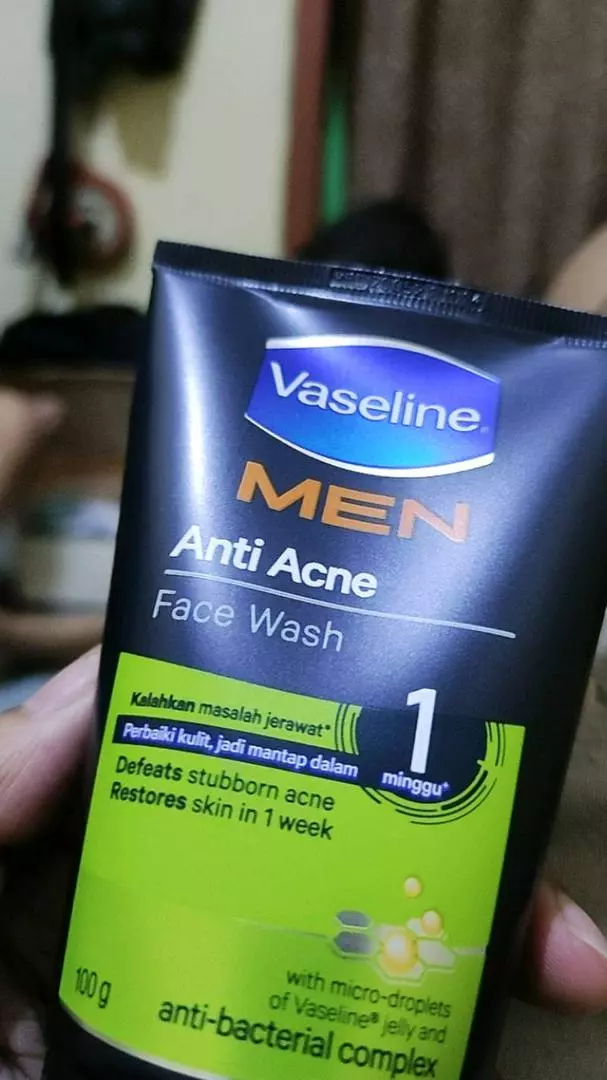 Vaseline
MEN
Anti Acne
Face Wash
Kalahkan masalah jerawat*
Perbaiki kulit, jadi mantap dalam
1
minggu+
Defeats stubborn acne
Restores skin in 1 week
with micro-droplets
of Vaseline® jelly and
anti-bacterial complex
100 g